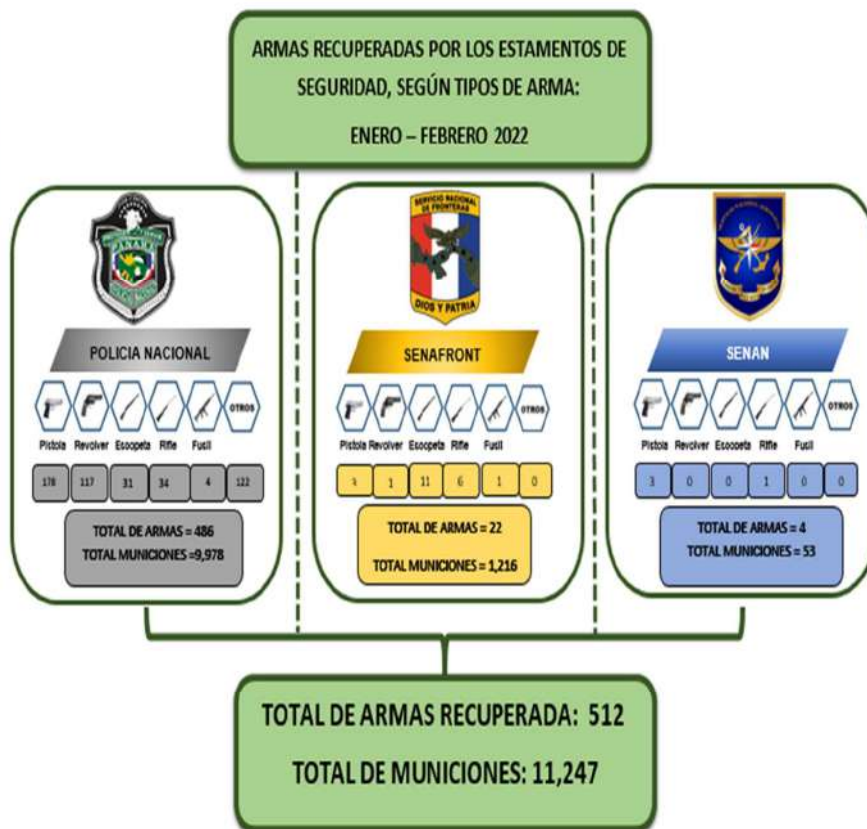 ARMAS RECUPERADAS POR LOS ESTAMENTOS DE
SEGURIDAD, SEGÚN TIPOS DE ARMA:
ENERO – FEBRERO 2022
PANAMA
POLICIA NACIONAL
OTROS
Pistola Revolver Escopeta Rifle Fusil
178 117 31 34 4 122
TOTAL DE ARMAS = 486
TOTAL MUNICIONES =9,978
SERVICIO NACIONAL
DE FRONTERAS
DIOS Y PATRIA
SENAFRONT
OTROS
Pistola Revolver Escopeta Rifle Fusil
1 11 6 1 0
TOTAL DE ARMAS = 22
TOTAL MUNICIONES = 1,216
SENAN
OTROS
Pistola Revolver Escopeta Rifle Fusil
3 0 0 1 0 0
TOTAL DE ARMAS = 4
TOTAL MUNICIONES = 53
TOTAL DE ARMAS RECUPERADA: 512
TOTAL DE MUNICIONES: 11,247